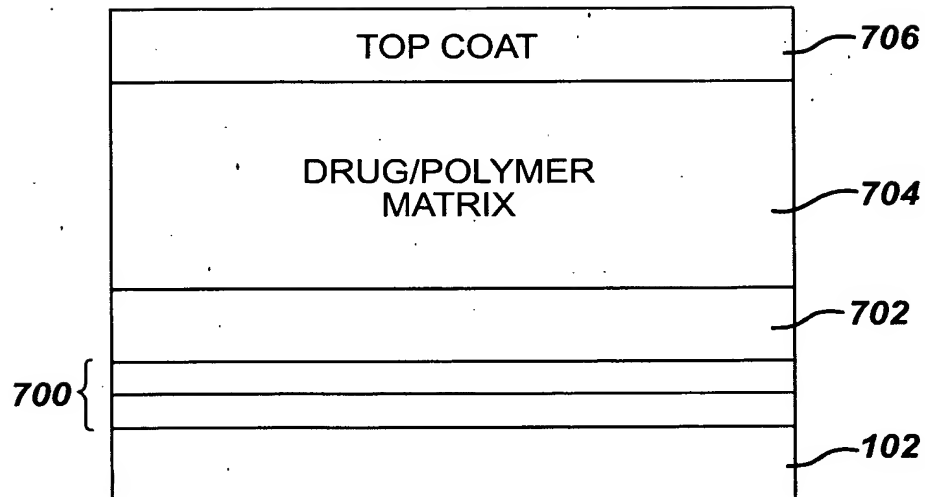 TOP COAT
706
DRUG/POLYMER
MATRIX
704
702
700
102